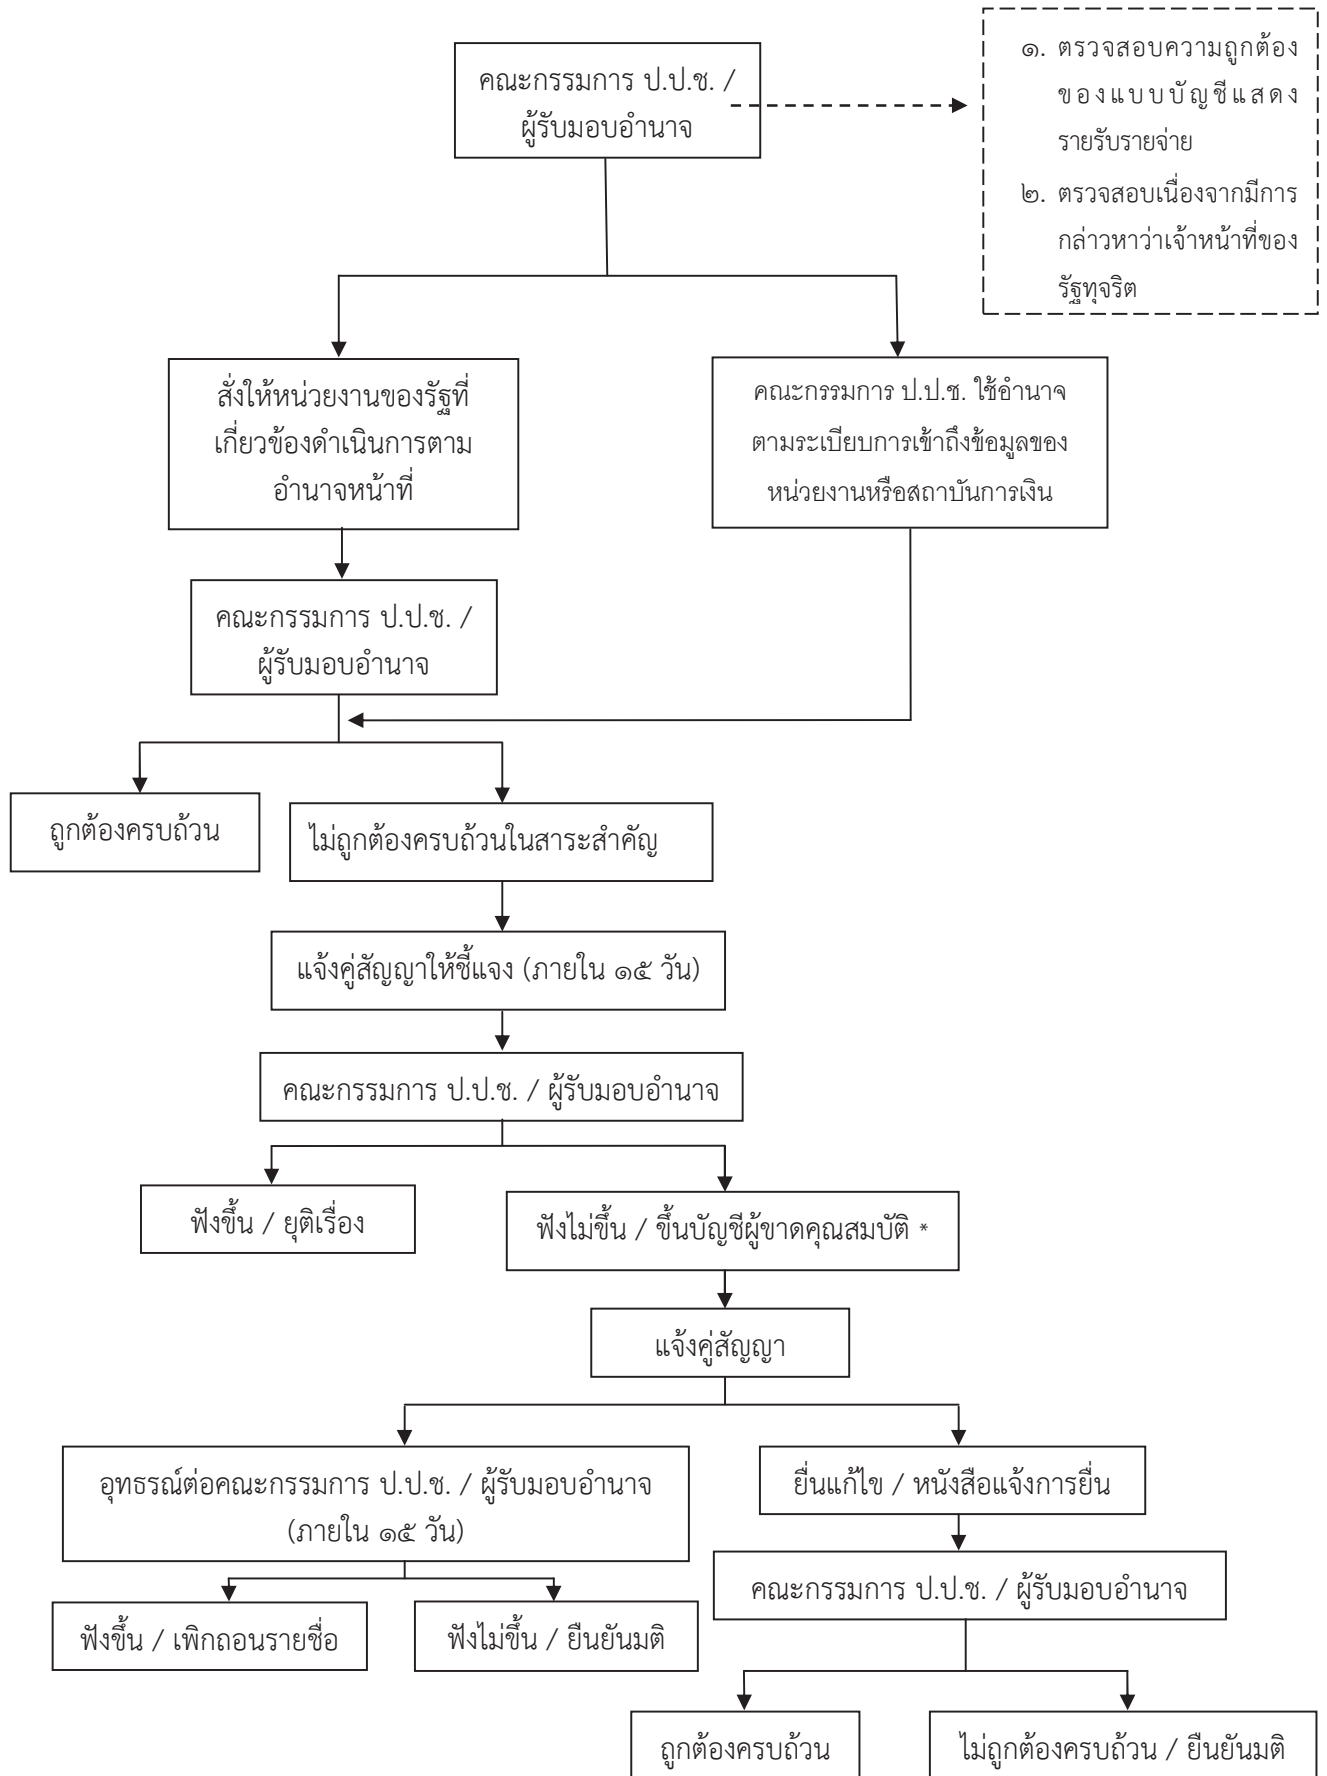 คณะกรรมการ ป.ป.ช. /
ผู้รับมอบอำนาจ
๑. ตรวจสอบความถูกต้อง
ของแบบบัญชีแสดง
รายรับรายจ่าย
๒. ตรวจสอบเนื่องจากมีการ
กล่าวหาว่าเจ้าหน้าที่ของ
รัฐทุจริต
สั่งให้หน่วยงานของรัฐที่
เกี่ยวข้องดำเนินการตาม
อำนาจหน้าที่
คณะกรรมการ ป.ป.ช. ใช้อำนาจ
ตามระเบียบการเข้าถึงข้อมูลของ
หน่วยงานหรือสถาบันการเงิน
คณะกรรมการ ป.ป.ช. /
ผู้รับมอบอำนาจ
ถูกต้องครบถ้วน
ไม่ถูกต้องครบถ้วนในสาระสำคัญ
แจ้งคู่สัญญาให้ชี้แจง (ภายใน ๑๕ วัน)
คณะกรรมการ ป.ป.ช. / ผู้รับมอบอำนาจ
ฟังขึ้น / ยุติเรื่อง
ฟังไม่ขึ้น / ขึ้นบัญชีผู้ขาดคุณสมบัติ *
แจ้งคู่สัญญา
อุทธรณ์ต่อคณะกรรมการ ป.ป.ช. / ผู้รับมอบอำนาจ
(ภายใน ๑๕ วัน)
ยื่นแก้ไข / หนังสือแจ้งการยื่น
คณะกรรมการ ป.ป.ช. / ผู้รับมอบอำนาจ
ฟังขึ้น / เพิกถอนรายชื่อ
ฟังไม่ขึ้น / ยืนยันมติ
ถูกต้องครบถ้วน
ไม่ถูกต้องครบถ้วน / ยืนยันมติ